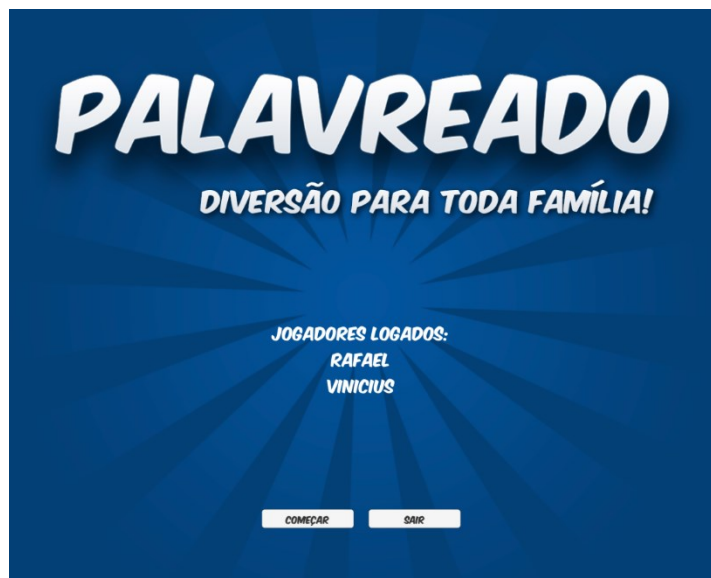 PALAVREADO
DIVERSÃO PARA TODA FAMÍLIA!
JOGADORES LOGADOS:
RAFAEL
VINICIUS
COMEÇAR
SAIR